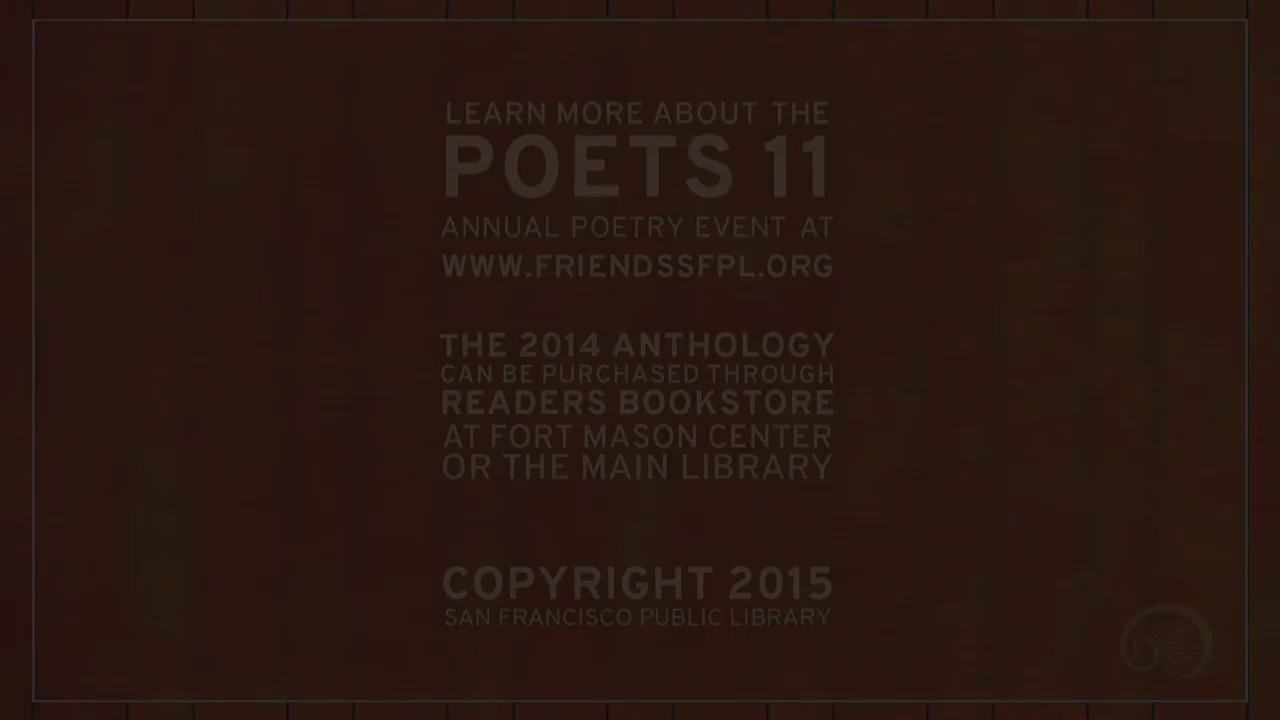 LEARN MORE ABOUT THE
POETS 11
ANNUAL POETRY EVENT AT
WWW.FRIENDSSFPL.ORG
THE 2014 ANTHOLOGY
CAN BE PURCHASED THROUGH
READERS BOOKSTORE
AT FORT MASON CENTER
OR THE MAIN LIBRARY
COPYRIGHT 2015
SAN FRANCISCO PUBLIC LIBRARY